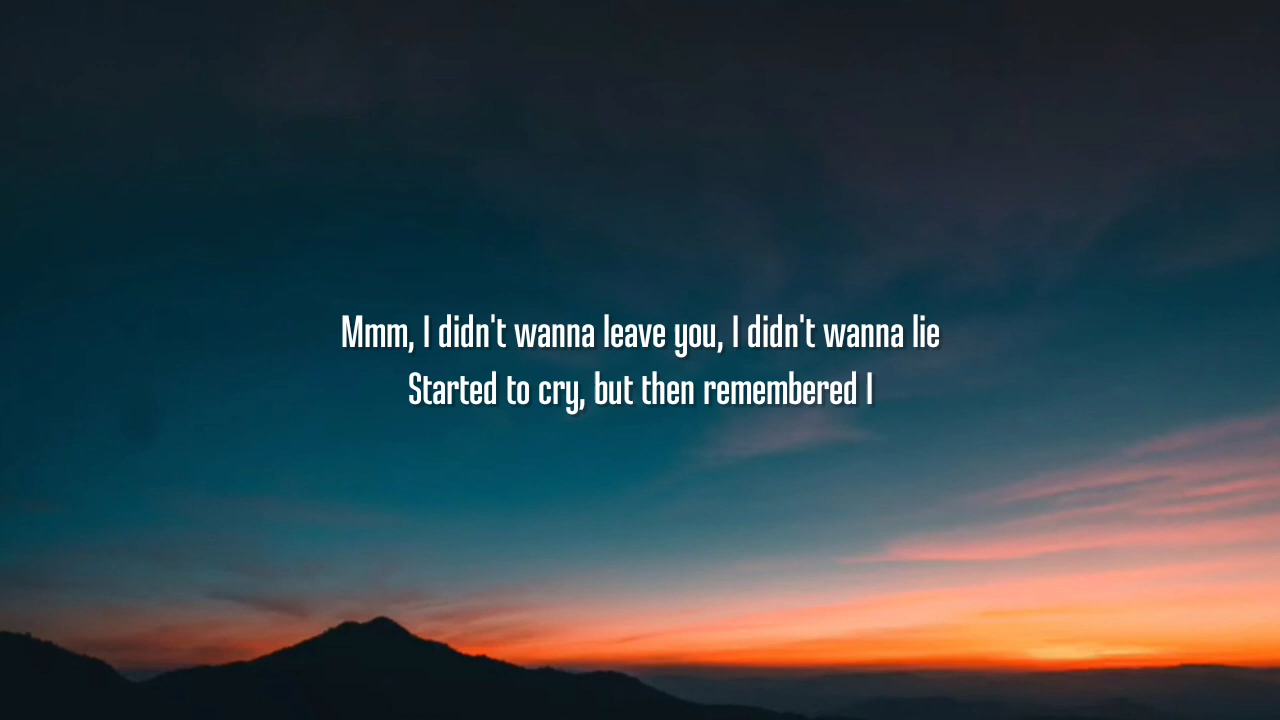 Mmm, I didn't wanna leave you, I didn't wanna lie
Started to cry, but then remembered I